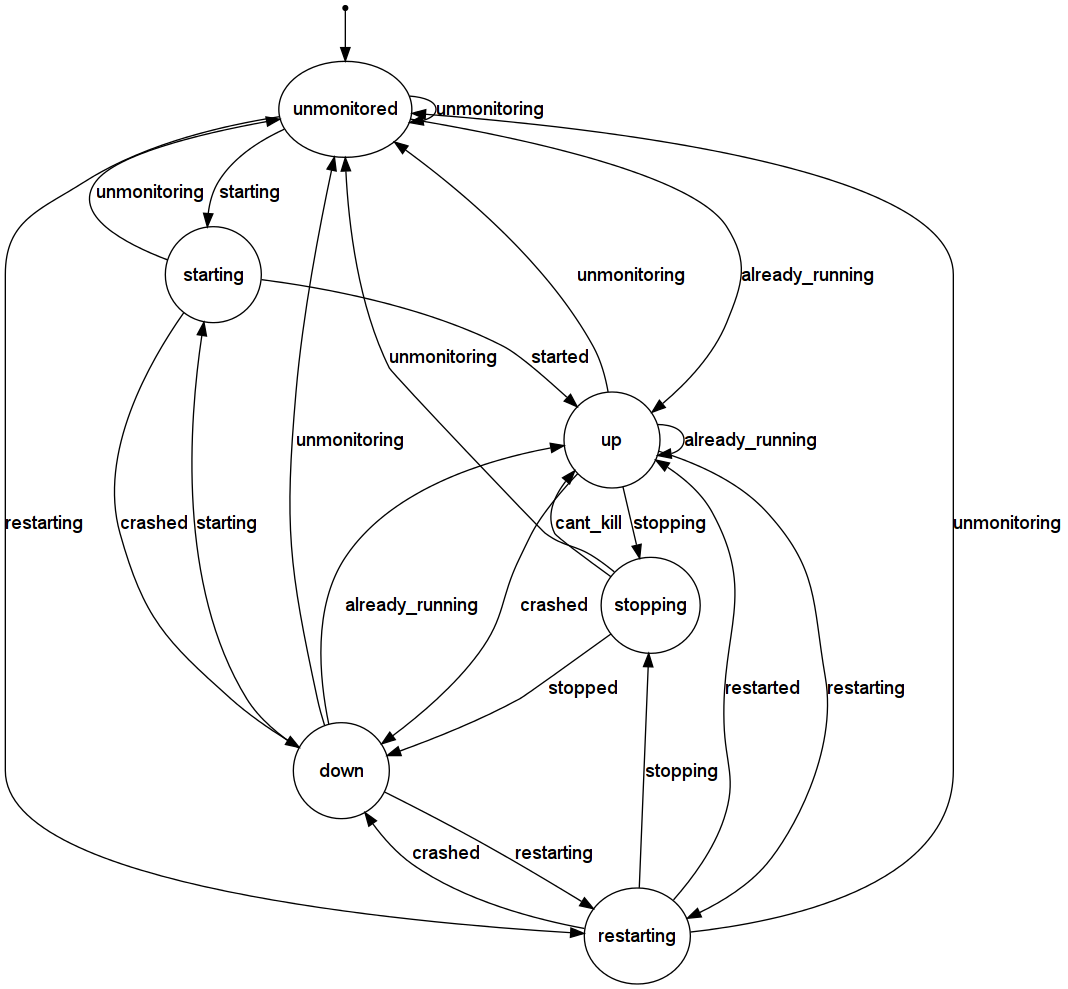 unmonitored
unmonitoring
unmonitoring
starting
starting
unmonitoring
already_running
unmonitoring
started
unmonitoring
up
already_running
restarting
crashed
starting
cant_kill
stopping
unmonitoring
already_running
crashed
stopping
stopped
restarted
restarting
down
stopping
crashed
restarting
restarting